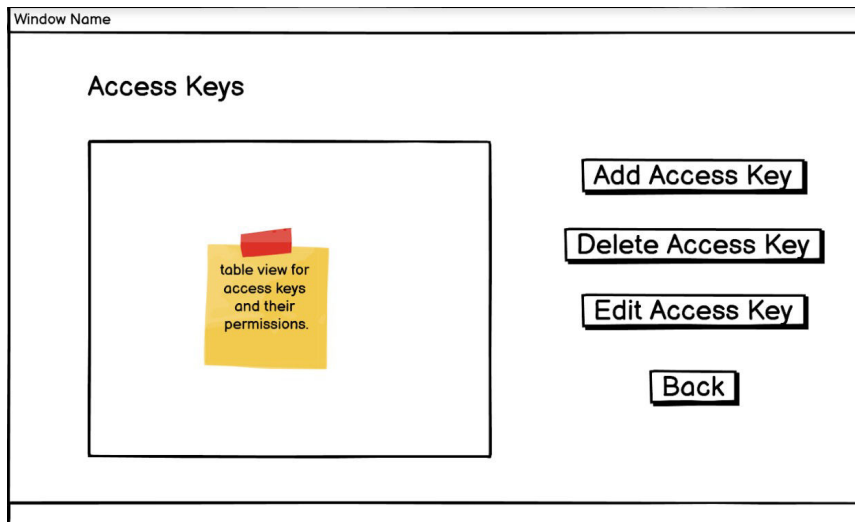 Window Name
Access Keys
table view for
access keys
and their
permissions.
Add Access Key
Delete Access Key
Edit Access Key
Back